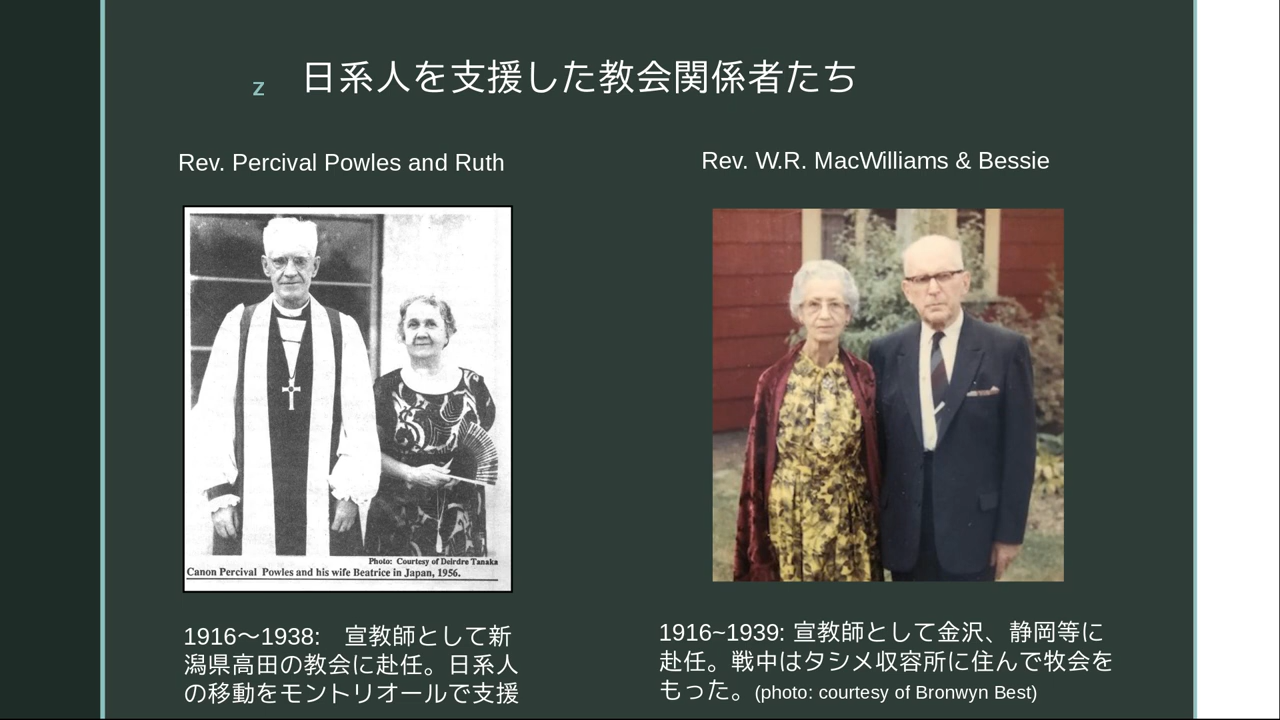 z 日系人を支援した教会関係者たち
Rev. Percival Powles and Ruth
Photo: Courtesy of Deirdre Tanaka
Canon Percival Powles and his wife Beatrice in Japan, 1956.
1916～1938: 宣教師として新
潟県高田の教会に赴任。日系人
の移動をモントリオールで支援
Rev. W.R. MacWilliams & Bessie
1916~1939: 宣教師として金沢、静岡等に
赴任。戦中はタシメ収容所に住んで牧会を
もった。(photo: courtesy of Bronwyn Best)